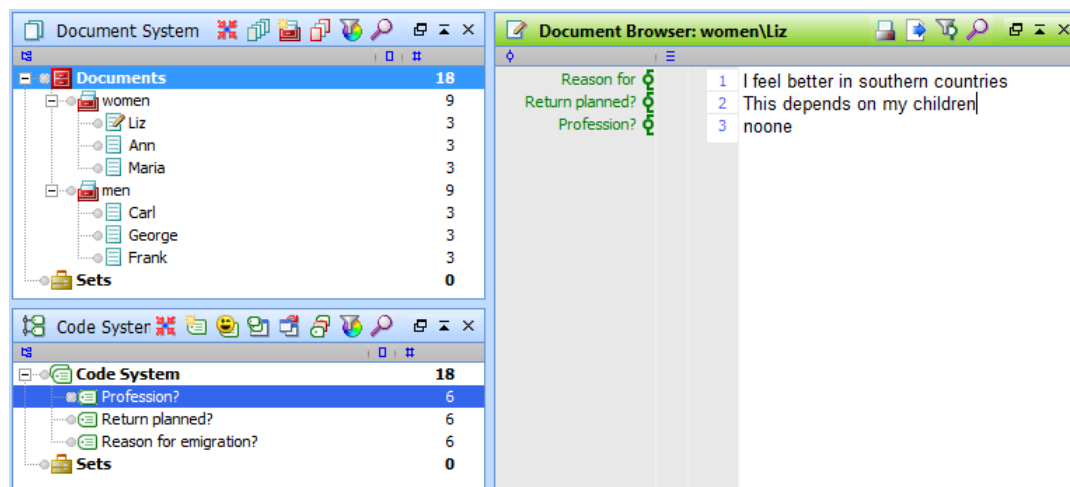 Document System
Documents 18
women 9
Liz 3
Ann 3
Maria 3
men 9
Carl 3
George 3
Frank 3
Sets 0
Code System
Code System 18
Profession? 6
Return planned? 6
Reason for emigration? 6
Sets 0
Document Browser: women\Liz
Reason for 1 I feel better in southern countries
Return planned? 2 This depends on my children
Profession? 3 noone